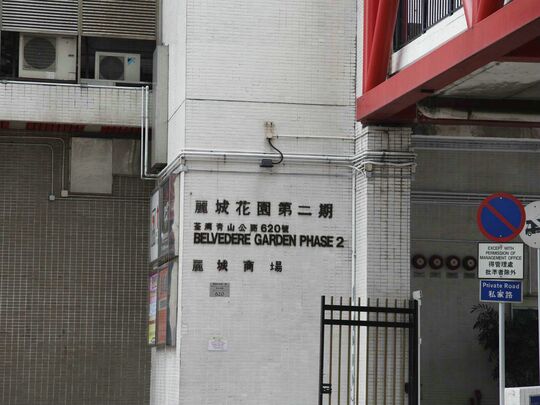 麗城花園第二期
荃灣青山公路620號
BELVEDERE GARDEN PHASE 2
麗城商場
620
EXCEPT WITH
PERMISSION OF
MANAGEMENT OFFICE
得管理處
批准者除外
Private Road
私家路